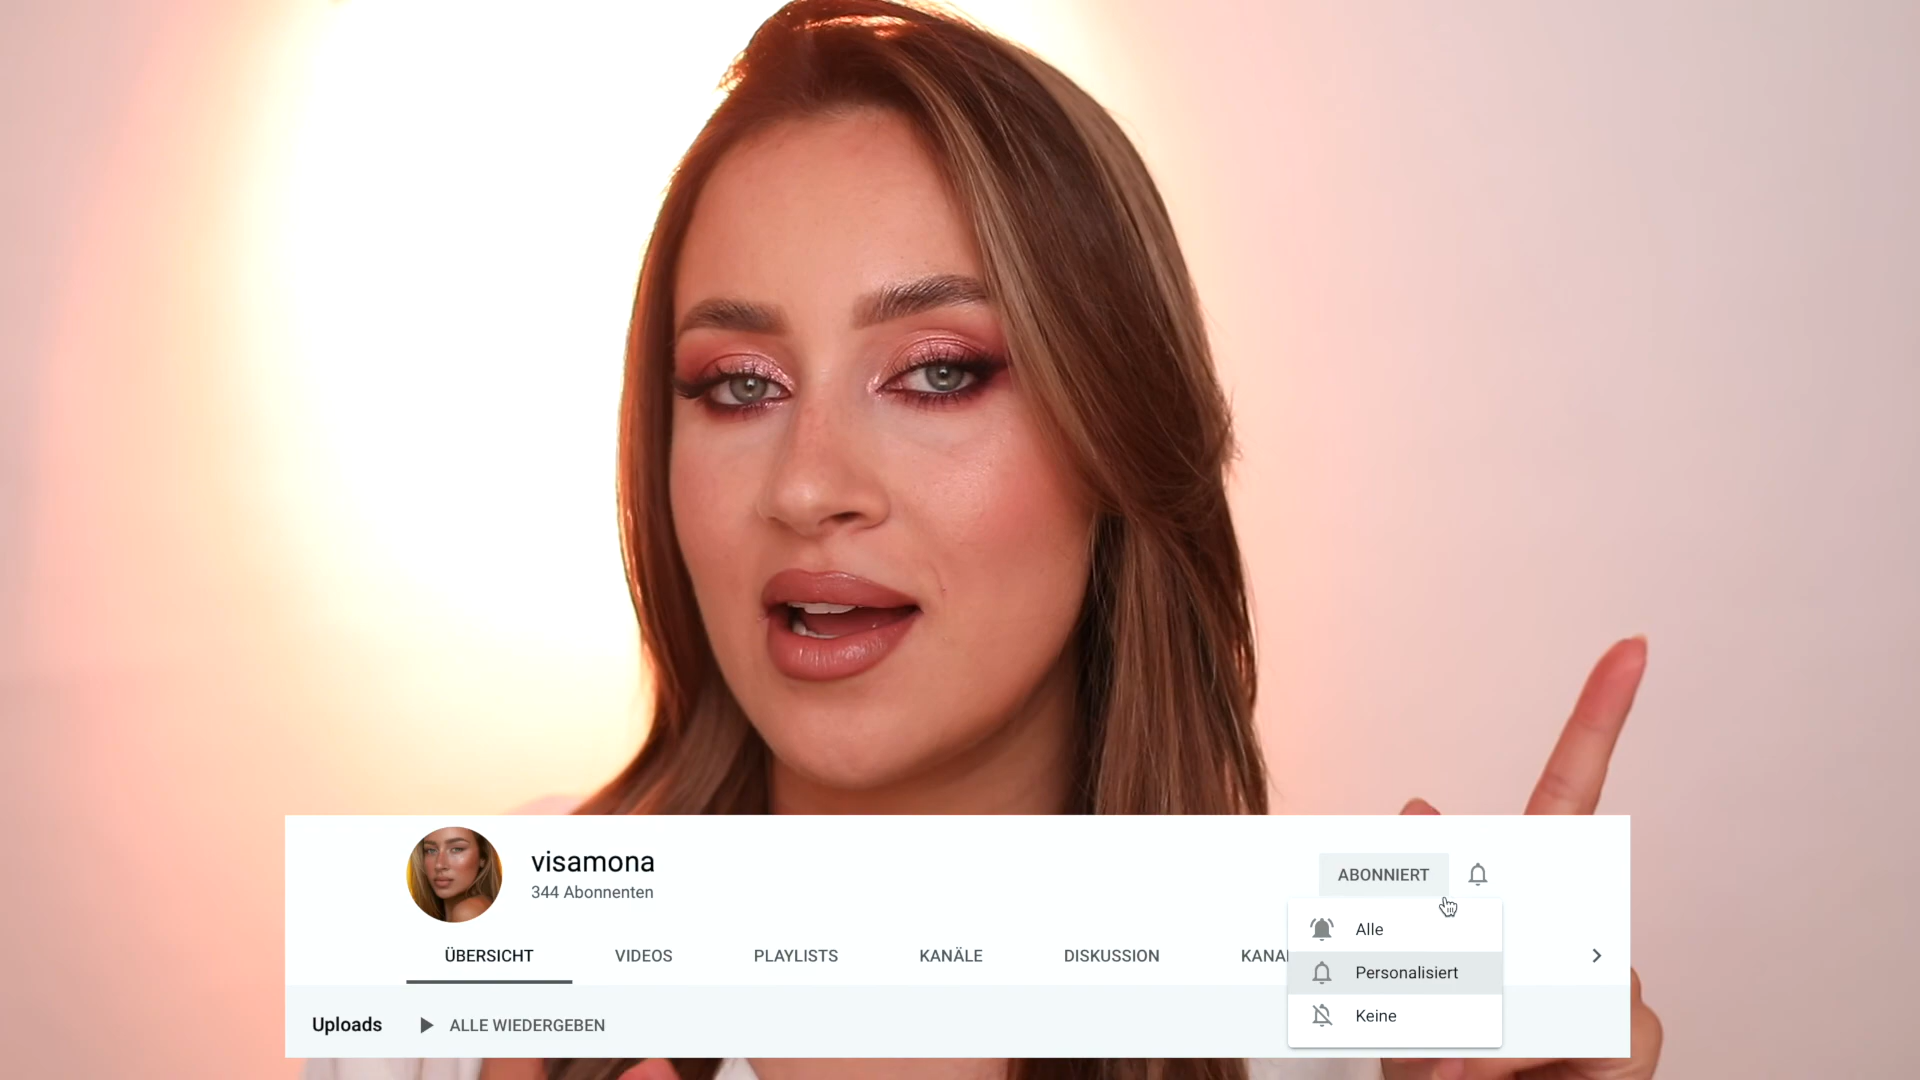 visamona
344 Abonnenten
ABONNIERT
Alle
ÜBERSICHT VIDEOS PLAYLISTS KANÄLE DISKUSSION
Personalisiert
Uploads ALLE WIEDERGEBEN
Keine